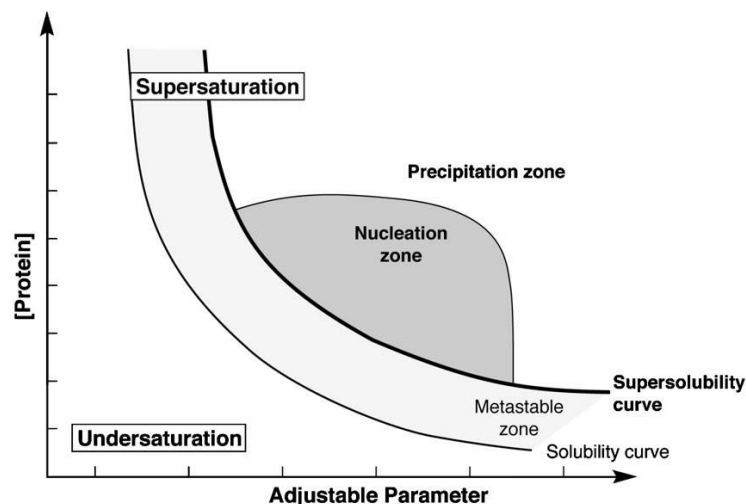 Supersaturation
Precipitation zone
Nucleation
zone
[Protein]
Supersolubility
curve
Metastable
zone
Undersaturation
Solubility curve
Adjustable Parameter